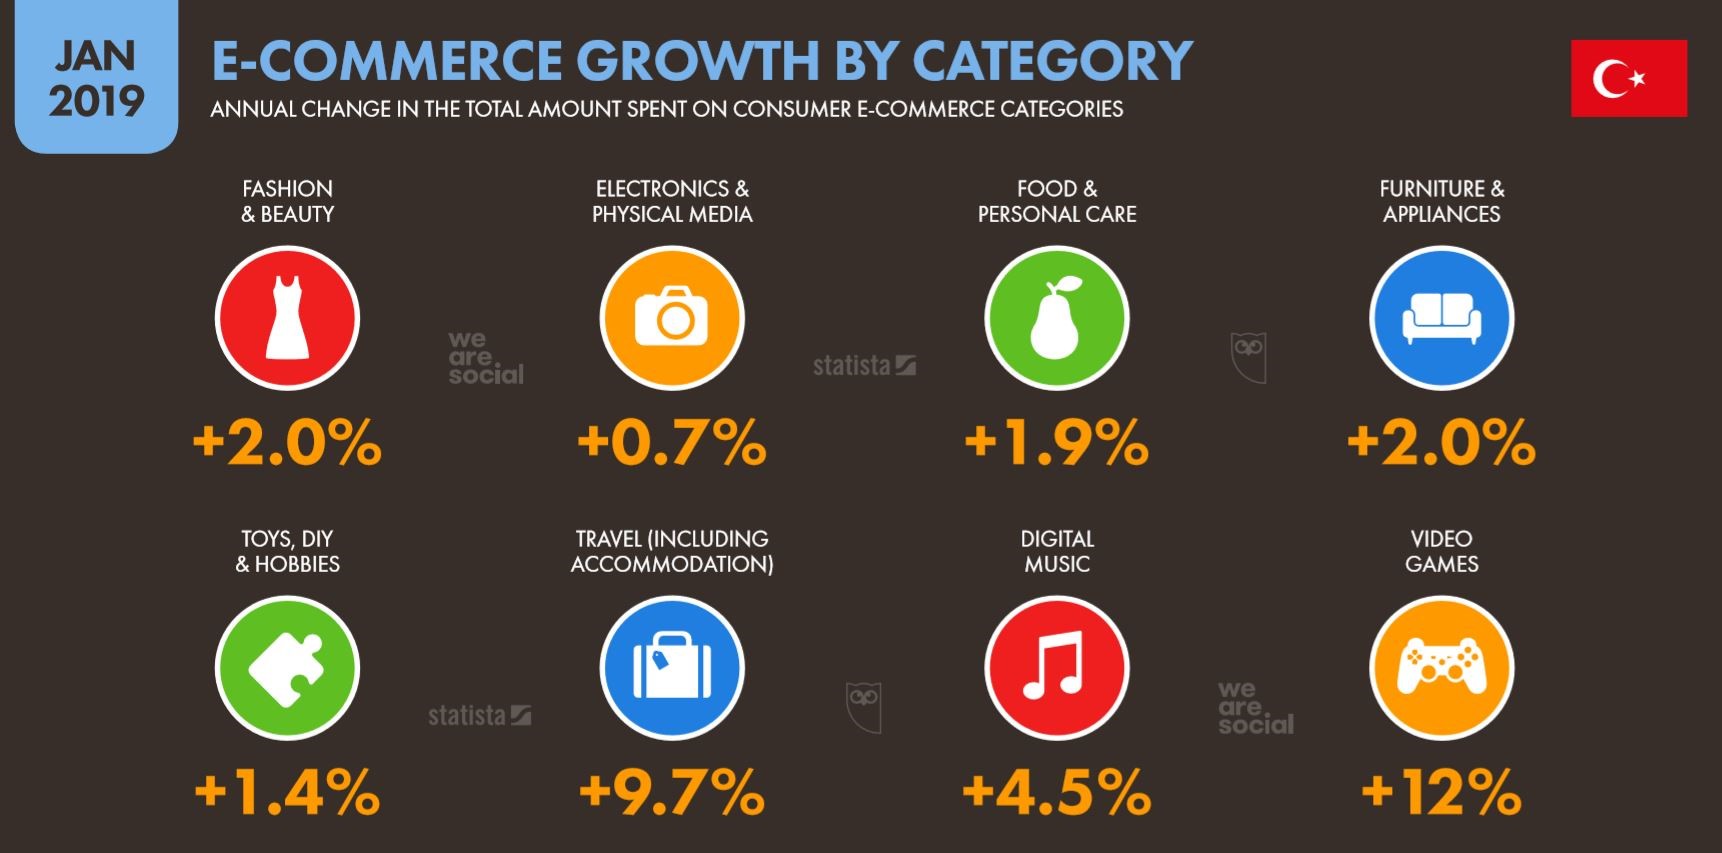 JAN
2019
E-COMMERCE GROWTH BY CATEGORY
ANNUAL CHANGE IN THE TOTAL AMOUNT SPENT ON CONSUMER E-COMMERCE CATEGORIES
FASHION
& BEAUTY
ELECTRONICS &
PHYSICAL MEDIA
FOOD &
PERSONAL CARE
FURNITURE &
APPLIANCES
we
are
social
statista
+2.0%
+0.7%
+1.9%
+2.0%
TOYS, DIY
& HOBBIES
TRAVEL (INCLUDING
ACCOMMODATION)
DIGITAL
MUSIC
VIDEO
GAMES
statista
we
are
social
+1.4%
+9.7%
+4.5%
+12%